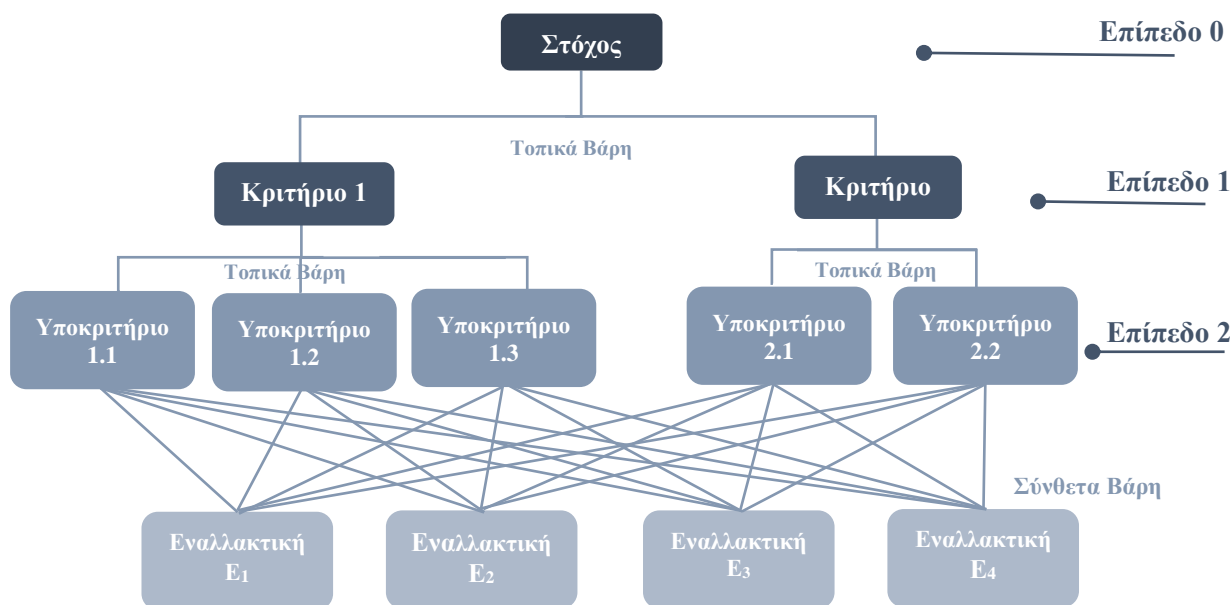 Στόχος
Επίπεδο 0
Τοπικά Βάρη
Κριτήριο 1
Κριτήριο
Επίπεδο 1
Τοπικά Βάρη
Τοπικά Βάρη
Υποκριτήριο
1.1
Υποκριτήριο
1.2
Υποκριτήριο
1.3
Υποκριτήριο
2.1
Υποκριτήριο
2.2
Επίπεδο 2
Σύνθετα Βάρη
Εναλλακτική
Ε₁
Εναλλακτική
Ε₂
Εναλλακτική
Ε₃
Εναλλακτική
Ε₄